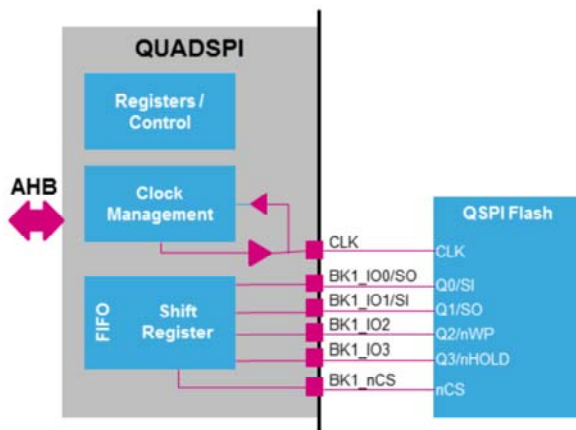 QUADSPI
Registers /
Control
AHB
Clock
Management
QSPI Flash
CLK
CLK
BK1_IO0/SO
Q0/SI
BK1_IO1/SI
Q1/SO
FIFO
Shift
Register
BK1_IO2
Q2/nWP
BK1_IO3
Q3/nHOLD
BK1_nCS
nCS